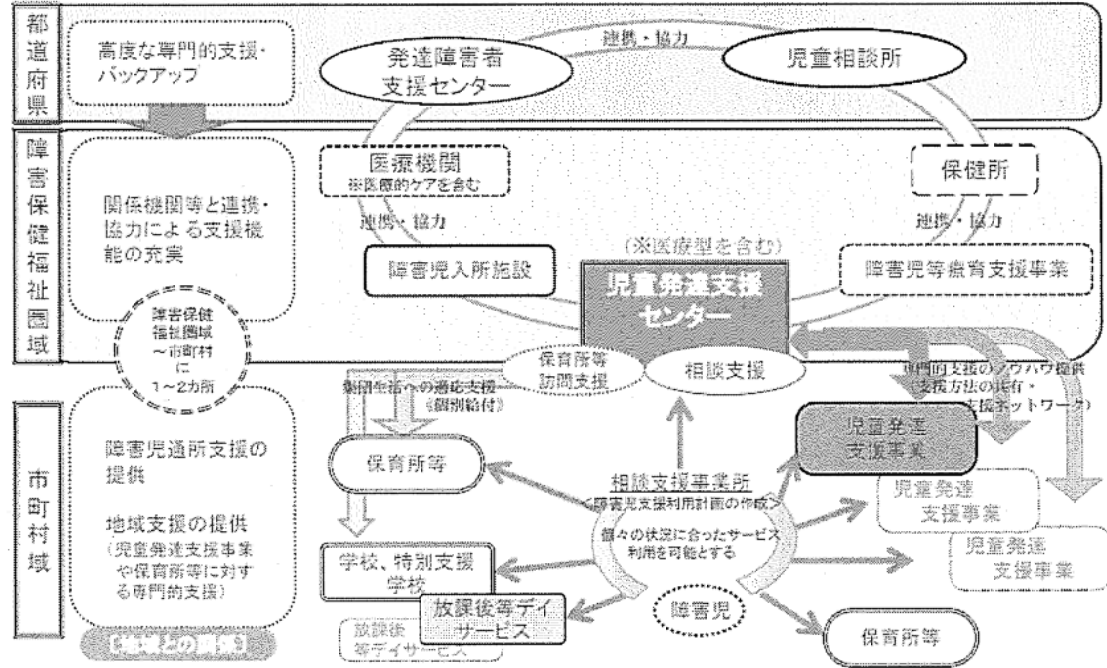 都道府県
高度な専門的支援・
バックアップ
発達障害者
支援センター
連携・協力
児童相談所
障害保健福祉圏域
関係機関等と連携・
協力による支援機
能の充実
医療機関
※医療的ケアを含む
保健所
連携・協力
連携・協力
障害児入所施設
(※医療型を含む)
児童発達支援
センター
障害児等療育支援事業
障害保健
福祉圏域
～市町村
に
1～2カ所
保育所等
訪問支援
相談支援
集団生活への適応支援
《個別給付》
専門的支援のノウハウ提供
(支援方法の共有・
支援ネットワーク)
市町村域
障害児通所支援の
提供
地域支援の提供
(児童発達支援事業
や保育所等に対す
る専門的支援)
【地域との関係】
保育所等
児童発達
支援事業
相談支援事業所
<障害児支援利用計画の作成>
個々の状況に合ったサービス
利用を可能とする
児童発達
支援事業
児童発達
支援事業
学校、特別支援
学校
放課後等デイ
サービス
放課後
等デイサービス
障害児
保育所等